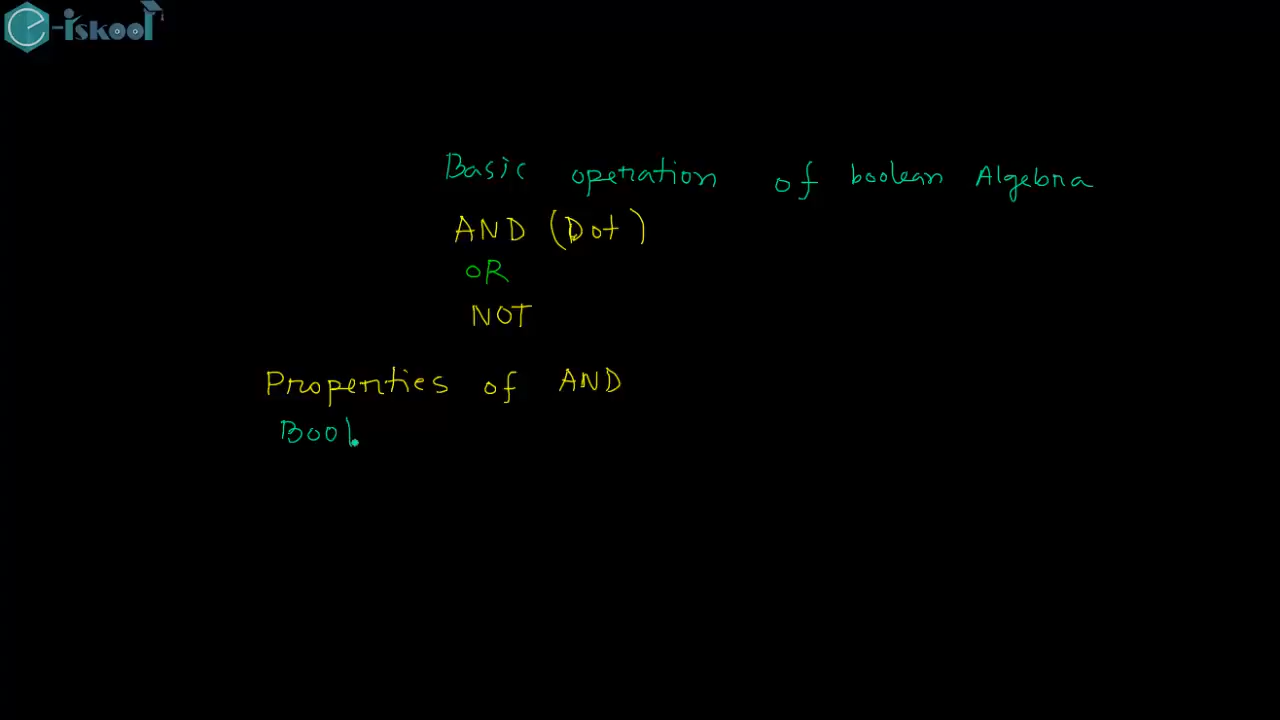 e-iskool
Basic operation of boolean Algebra
AND (Dot)
OR
NOT
Properties of AND
Bool